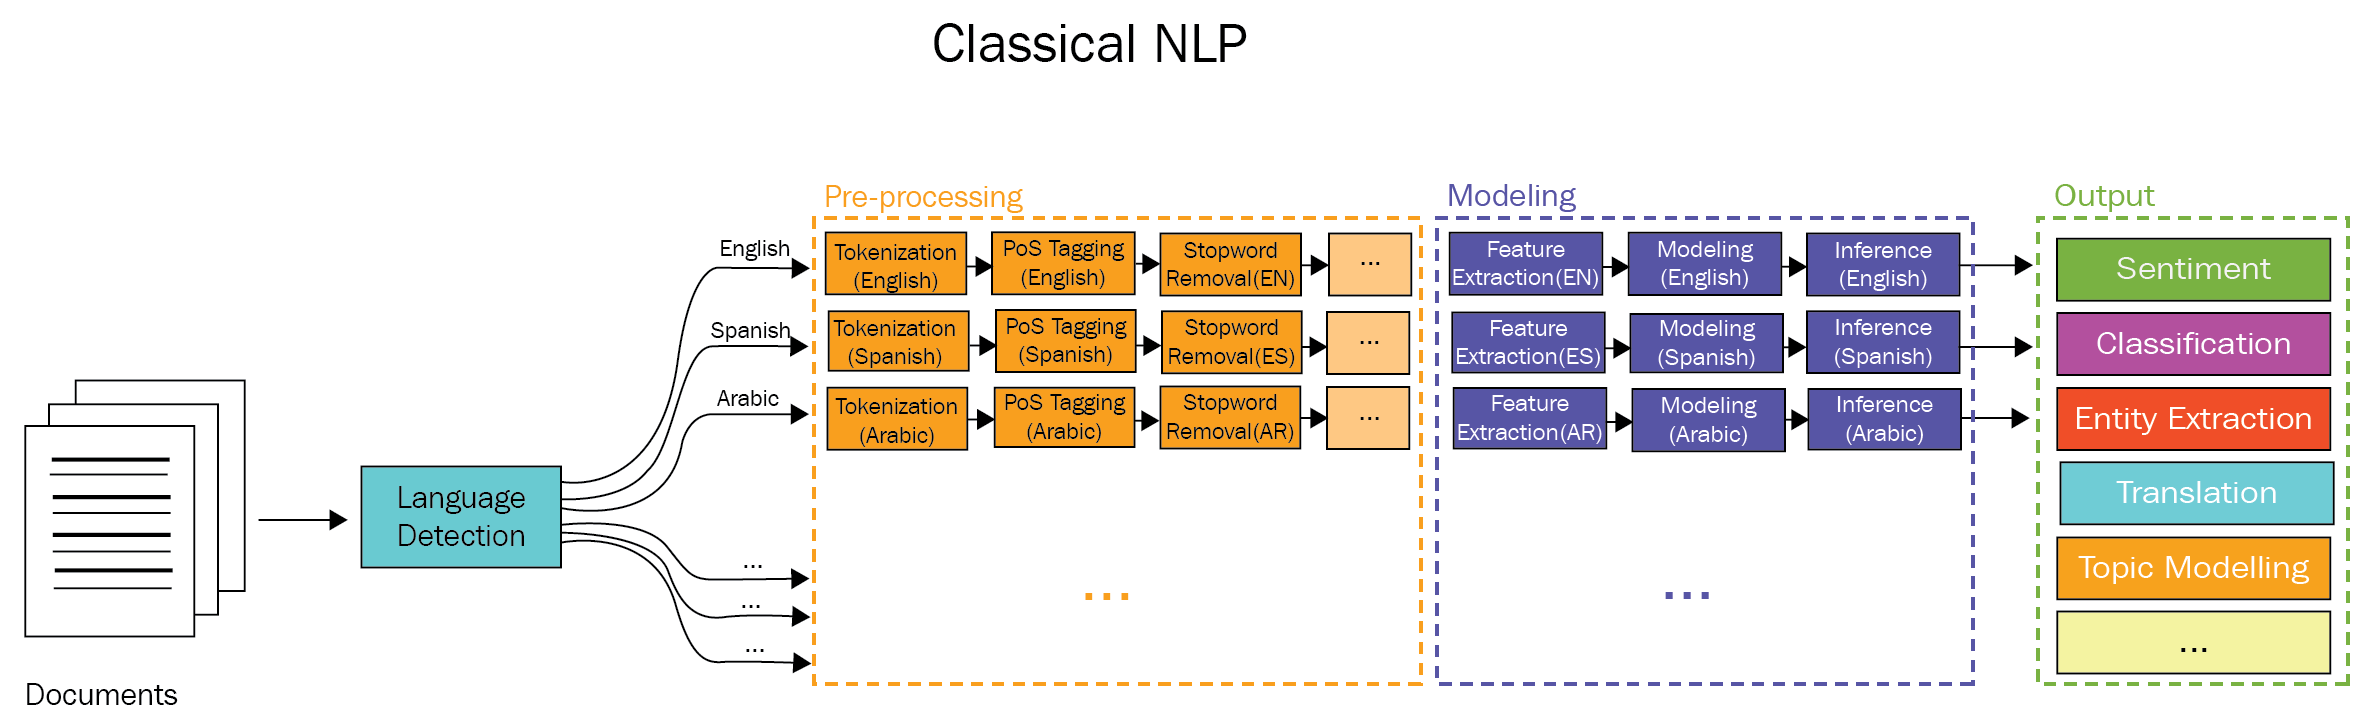 Classical NLP
Pre-processing
Modeling
Output
English
Tokenization
(English)
PoS Tagging
(English)
Stopword
Removal(EN)
...
Feature
Extraction(EN)
Modeling
(English)
Inference
(English)
Sentiment
Spanish
Tokenization
(Spanish)
PoS Tagging
(Spanish)
Stopword
Removal(ES)
...
Feature
Extraction(ES)
Modeling
(Spanish)
Inference
(Spanish)
Classification
Arabic
Tokenization
(Arabic)
PoS Tagging
(Arabic)
Stopword
Removal(AR)
...
Feature
Extraction(AR)
Modeling
(Arabic)
Inference
(Arabic)
Entity Extraction
Language
Detection
Translation
...
...
...
...
...
Topic Modelling
...
Documents